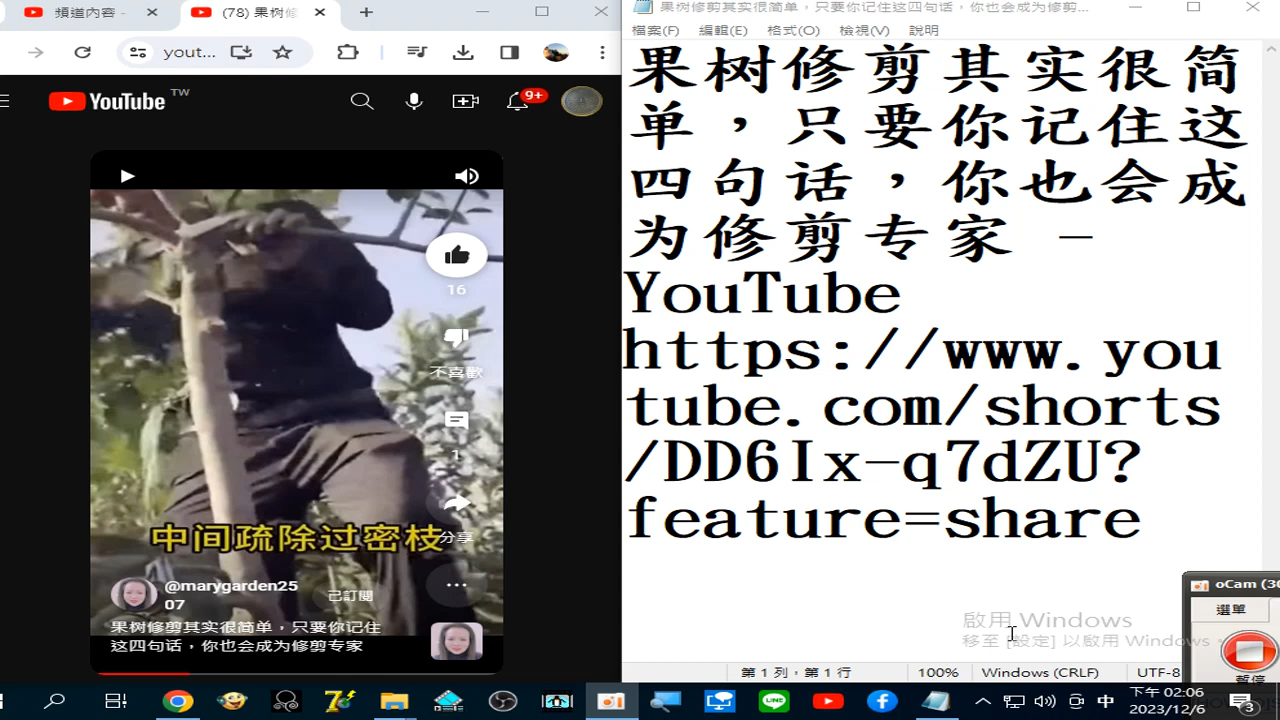 頻道內容 -
(78) 果树修
yout...
YouTube TW
9+
16
不喜歡
1
分享
中间疏除过密枝
@marygarden25
07
已訂閱
果树修剪其实很简单，只要你记住
这四句话，你也会成为修剪专家
果树修剪其实很简单，只要你记住这四句话，你也会成为修剪...
檔案(F) 編輯(E) 格式(O) 檢視(V) 說明
果树修剪其实很简
单，只要你记住这
四句话，你也会成
为修剪专家 -
YouTube
https://www.you
tube.com/shorts
/DD6Ix-q7dZU?
feature=share
啟用 Windows
移至 [設定] 以啟用 Windows。
oCam (30
選單
暫停
第 1 列，第 1 行 100% Windows (CRLF) UTF-8
LINE
中
下午 02:06
2023/12/6
3